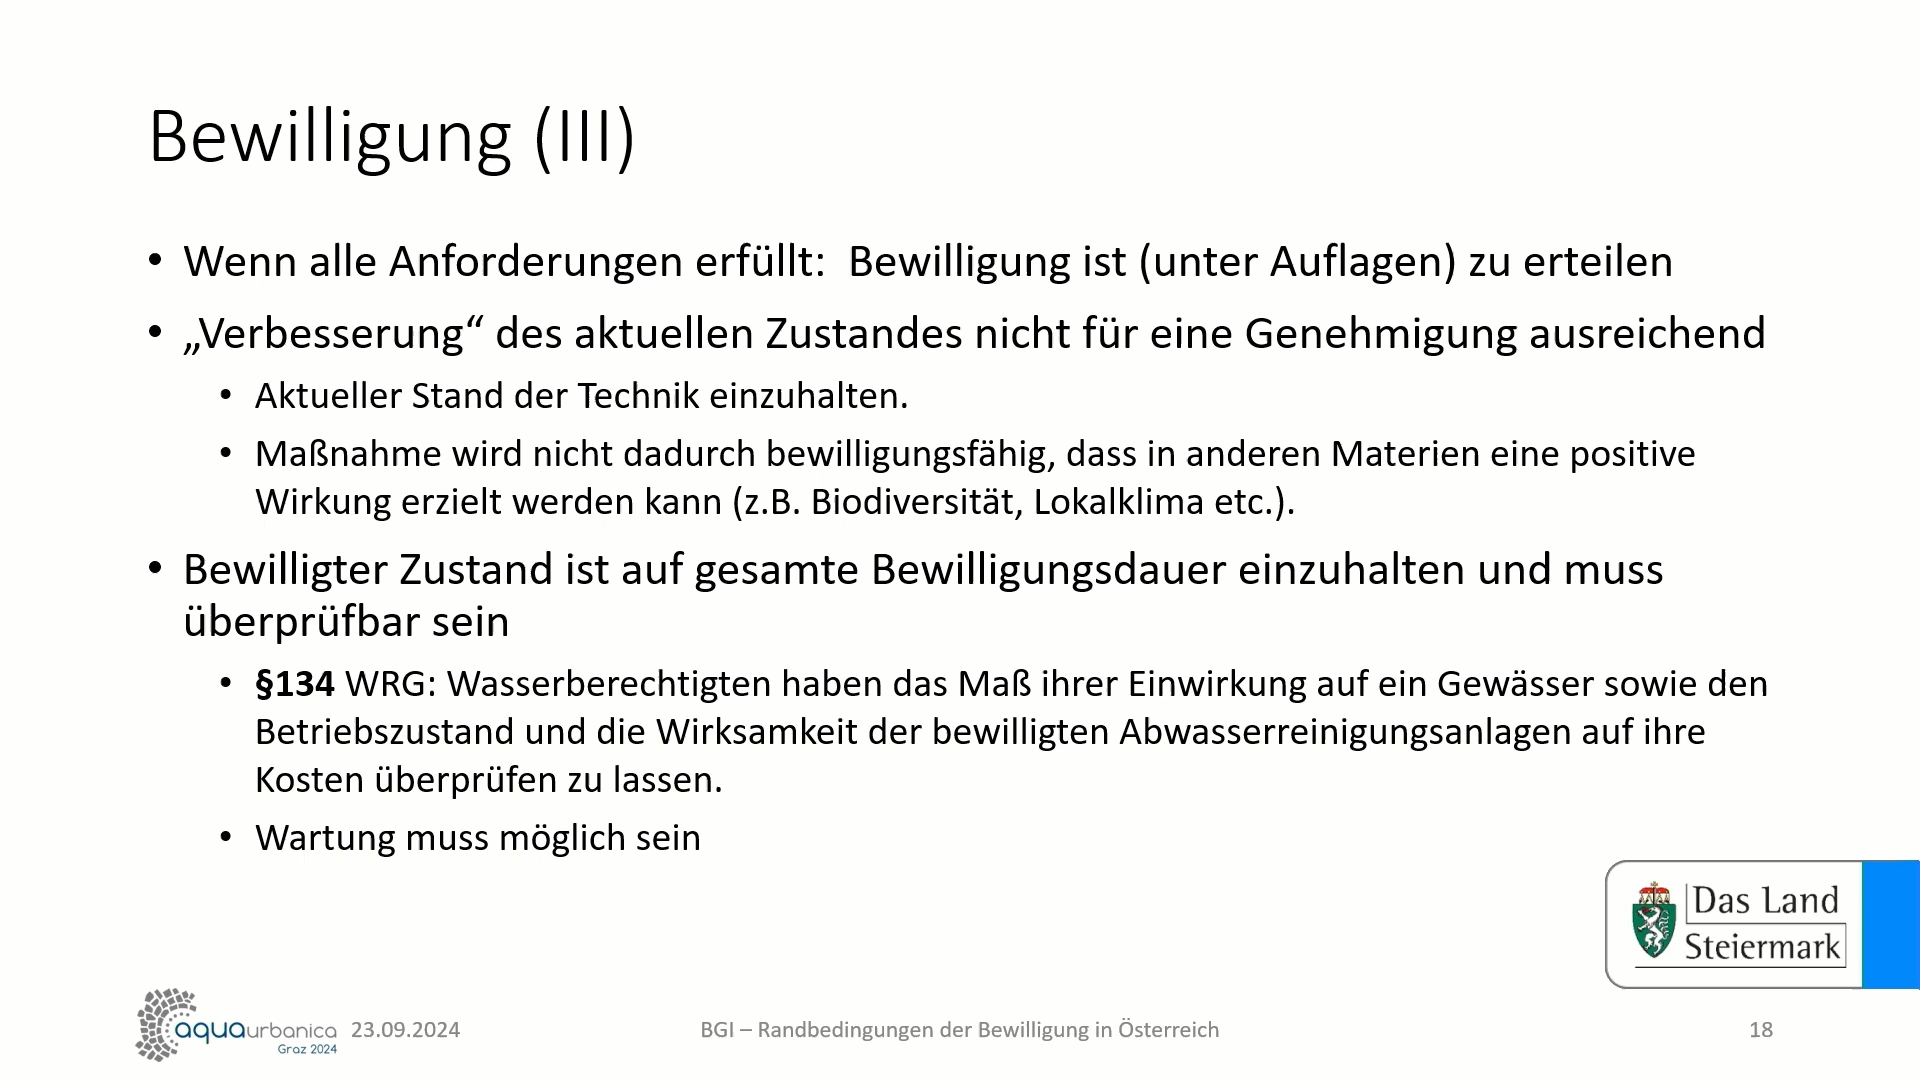 Bewilligung (III)
• Wenn alle Anforderungen erfüllt:  Bewilligung ist (unter Auflagen) zu erteilen
• „Verbesserung“ des aktuellen Zustandes nicht für eine Genehmigung ausreichend
• Aktueller Stand der Technik einzuhalten.
• Maßnahme wird nicht dadurch bewilligungsfähig, dass in anderen Materien eine positive
Wirkung erzielt werden kann (z.B. Biodiversität, Lokalklima etc.).
• Bewilligter Zustand ist auf gesamte Bewilligungsdauer einzuhalten und muss
überprüfbar sein
• §134 WRG: Wasserberechtigten haben das Maß ihrer Einwirkung auf ein Gewässer sowie den
Betriebszustand und die Wirksamkeit der bewilligten Abwasserreinigungsanlagen auf ihre
Kosten überprüfen zu lassen.
• Wartung muss möglich sein
Das Land
Steiermark
aquaurbanica
Graz 2024
23.09.2024
BGI – Randbedingungen der Bewilligung in Österreich
18